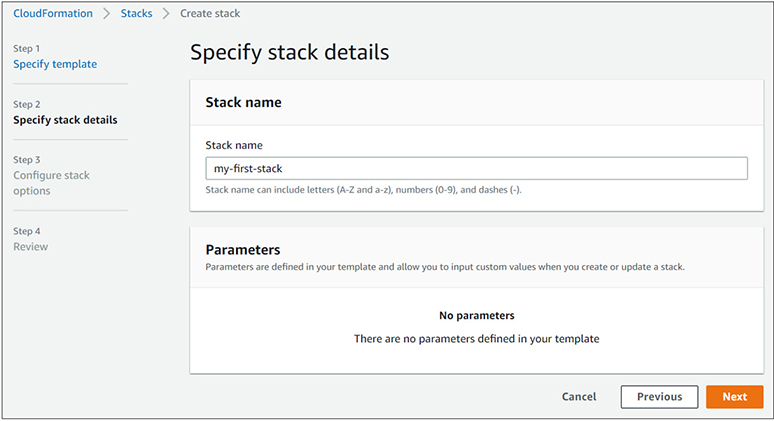 CloudFormation > Stacks > Create stack
Step 1
Specify template
Step 2
Specify stack details
Step 3
Configure stack
options
Step 4
Review
Specify stack details
Stack name
Stack name
my-first-stack
Stack name can include letters (A-Z and a-z), numbers (0-9), and dashes (-).
Parameters
Parameters are defined in your template and allow you to input custom values when you create or update a stack.
No parameters
There are no parameters defined in your template
Cancel Previous Next